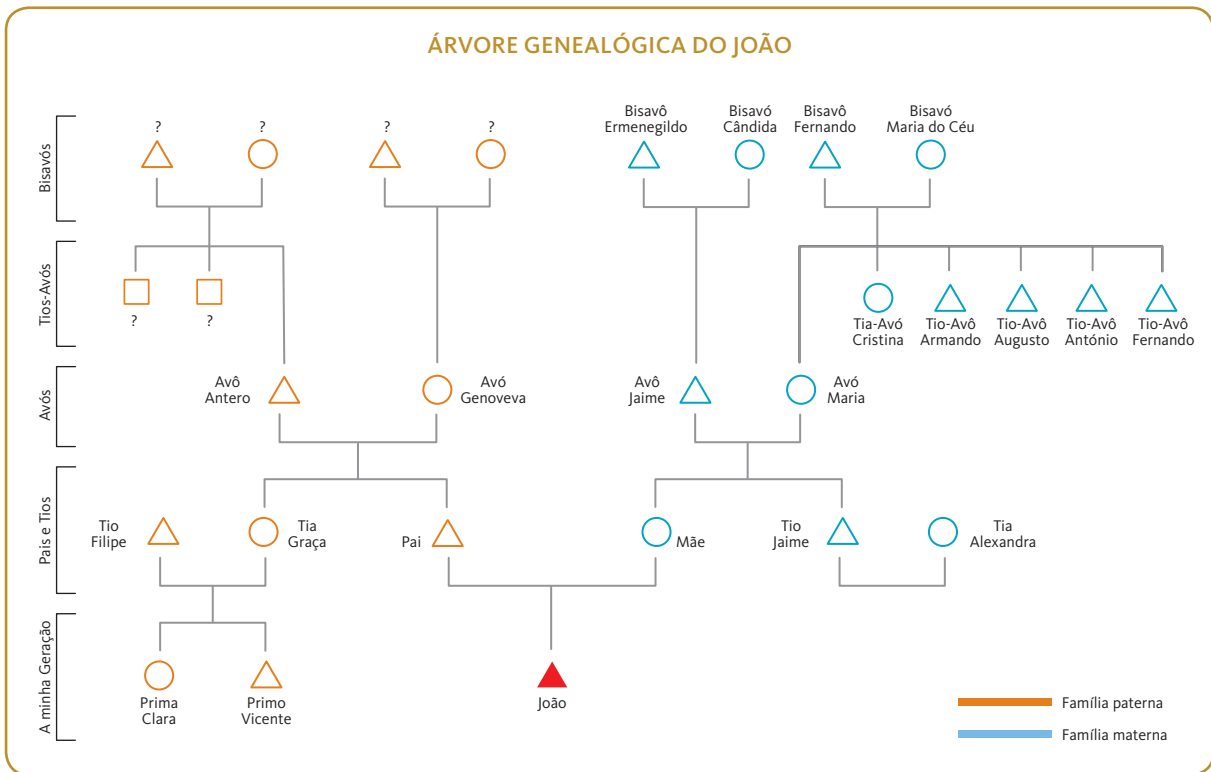 ÁRVORE GENEALÓGICA DO JOÃO
Bisavós
?
?
?
?
Bisavô
Ermenegildo
Bisavó
Cândida
Bisavô
Fernando
Bisavó
Maria do Céu
Tios-Avós
?
?
Tia-Avó
Cristina
Tio-Avô
Armando
Tio-Avô
Augusto
Tio-Avô
António
Tio-Avô
Fernando
Avós
Avô
Antero
Avó
Genoveva
Avô
Jaime
Avó
Maria
Pais e Tios
Tio
Filipe
Tia
Graça
Pai
Mãe
Tio
Jaime
Tia
Alexandra
A minha Geração
Prima
Clara
Primo
Vicente
João
Família paterna
Família materna